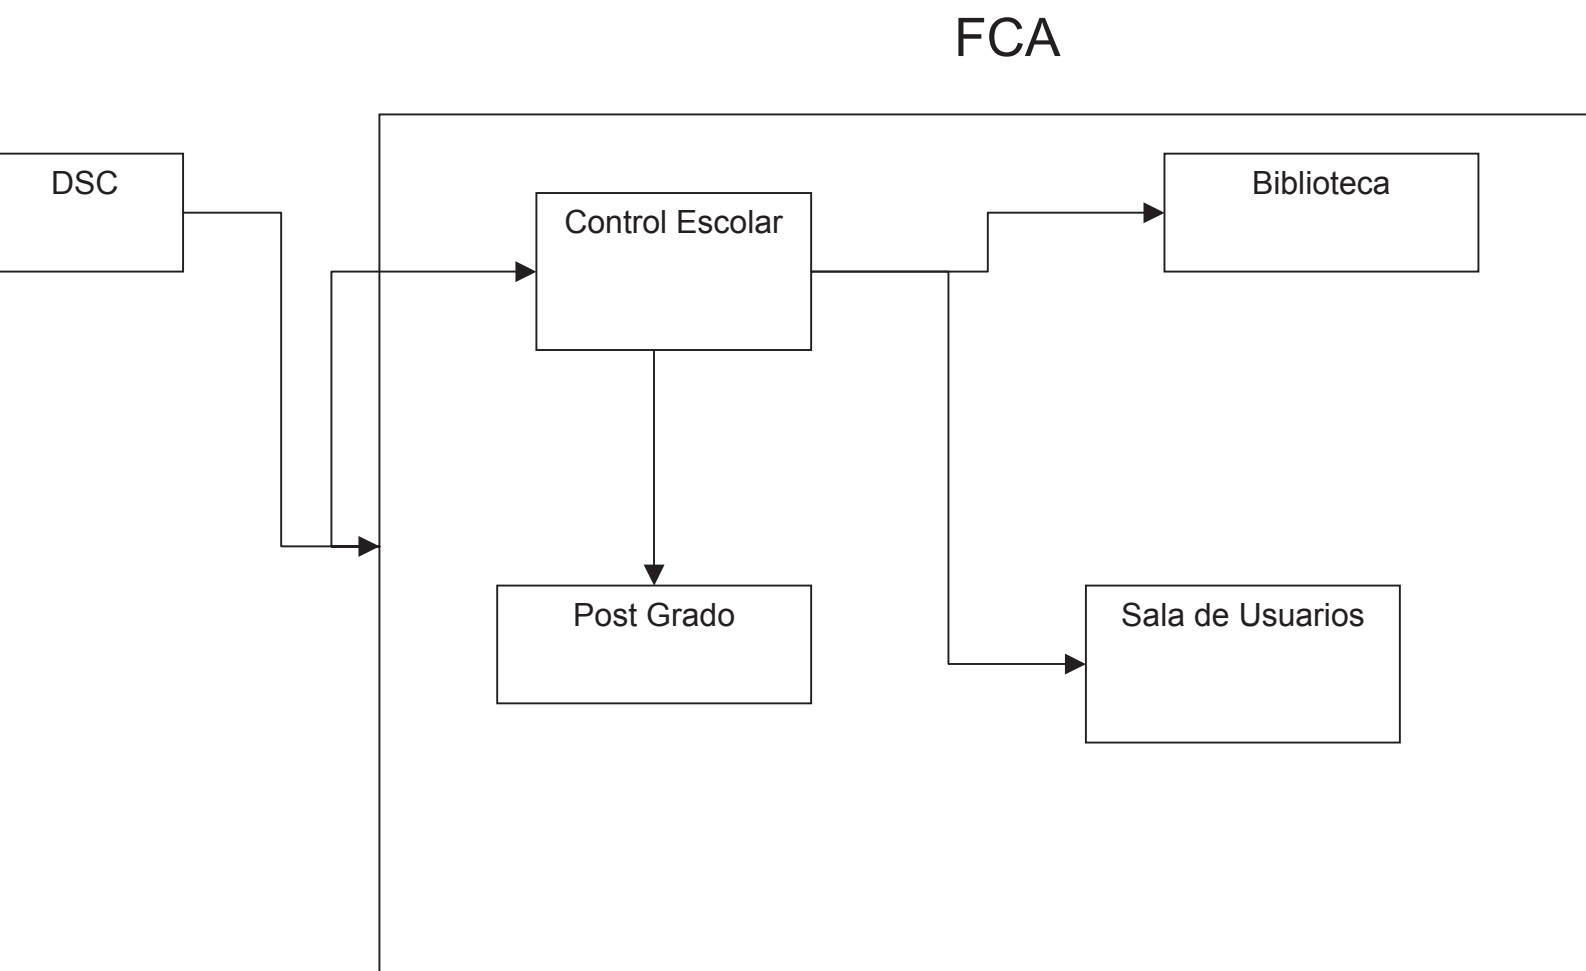 FCA
DSC
Biblioteca
Control Escolar
Post Grado
Sala de Usuarios